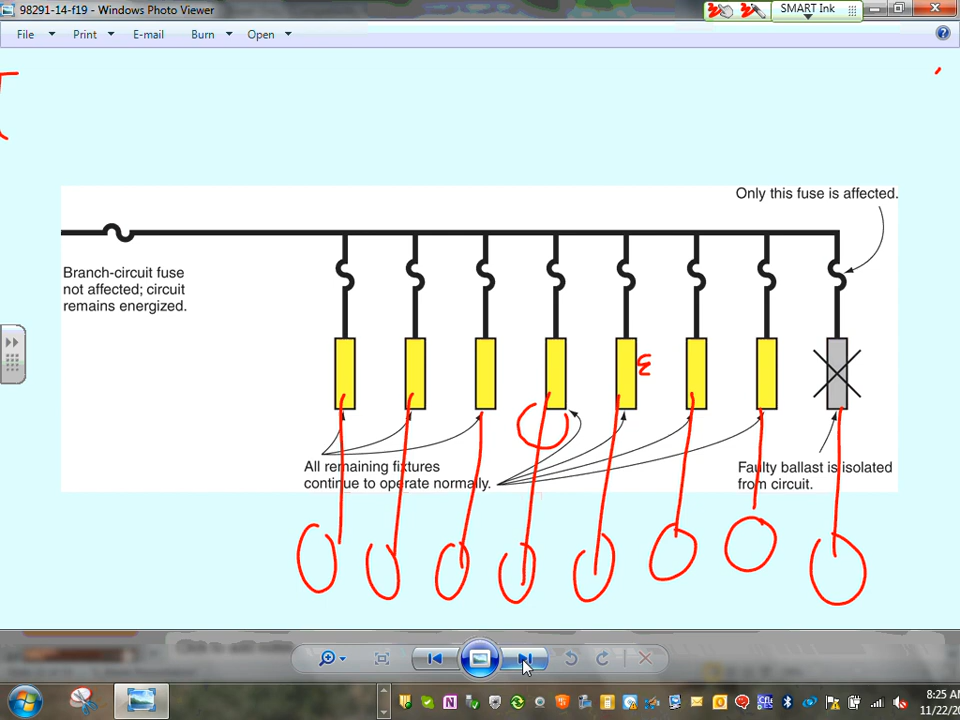 98291-14-f19 - Windows Photo Viewer
SMART Ink
File Print E-mail Burn Open
Only this fuse is affected.
Branch-circuit fuse
not affected; circuit
remains energized.
All remaining fixtures
continue to operate normally.
Faulty ballast is isolated
from circuit.
8:25 AM